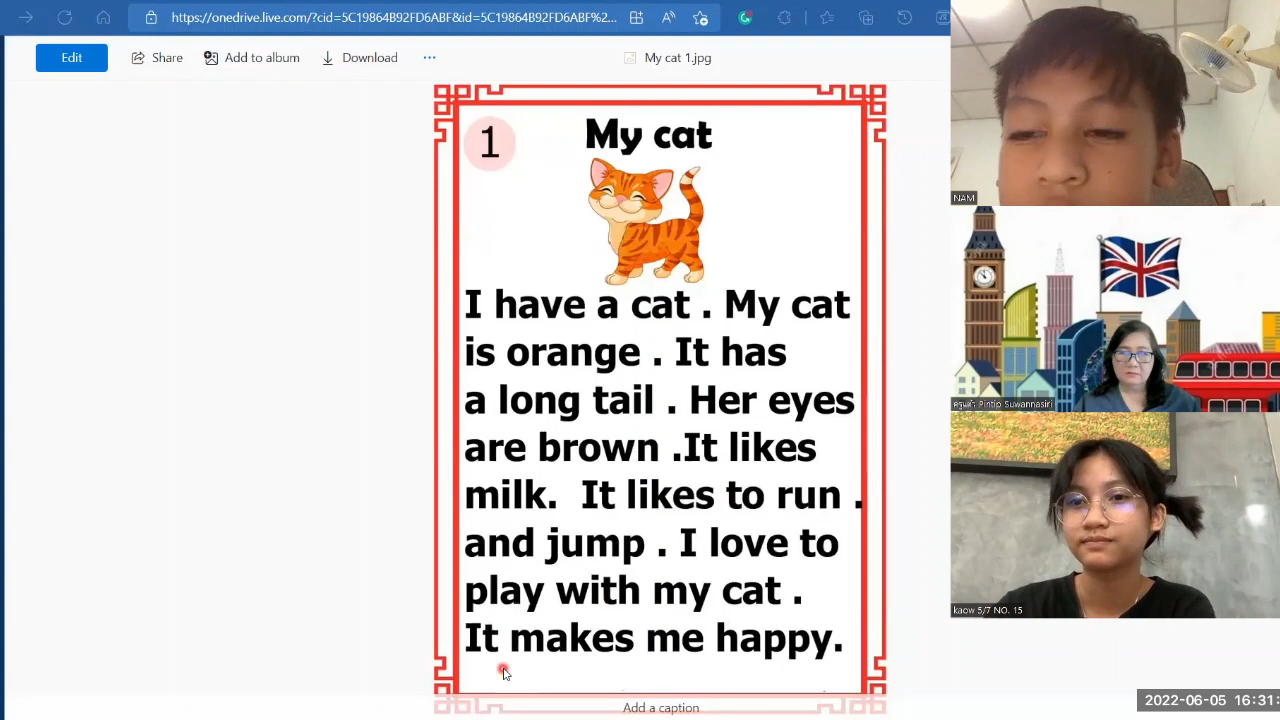 https://onedrive.live.com/?cid=5C19864B92FD6ABF&id=5C19864B92FD6ABF%2...
Edit
Share
Add to album
Download
My cat 1.jpg
1
My cat
I have a cat . My cat
is orange . It has
a long tail . Her eyes
are brown .It likes
milk. It likes to run .
and jump . I love to
play with my cat .
It makes me happy.
Add a caption
NAM
Pintip Suwannasiri
kaow 5/7 NO. 15
2022-06-05 16:31: